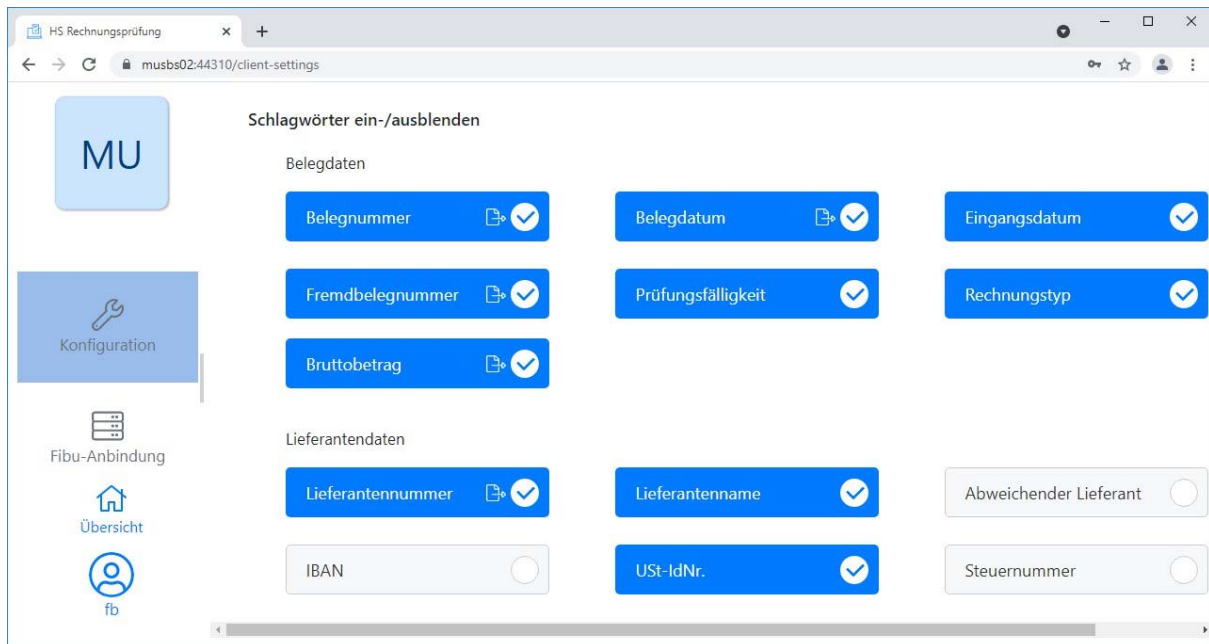 HS Rechnungsprüfung
musbs02:44310/client-settings
MU
Konfiguration
Fibu-Anbindung
Übersicht
fb
Schlagwörter ein-/ausblenden
Belegdaten
Belegnummer Belegdatum Eingangsdatum
Fremdbelegnummer Prüfungsfälligkeit Rechnungstyp
Bruttobetrag
Lieferantendaten
Lieferantennummer Lieferantenname Abweichender Lieferant
IBAN USt-IdNr. Steuernummer